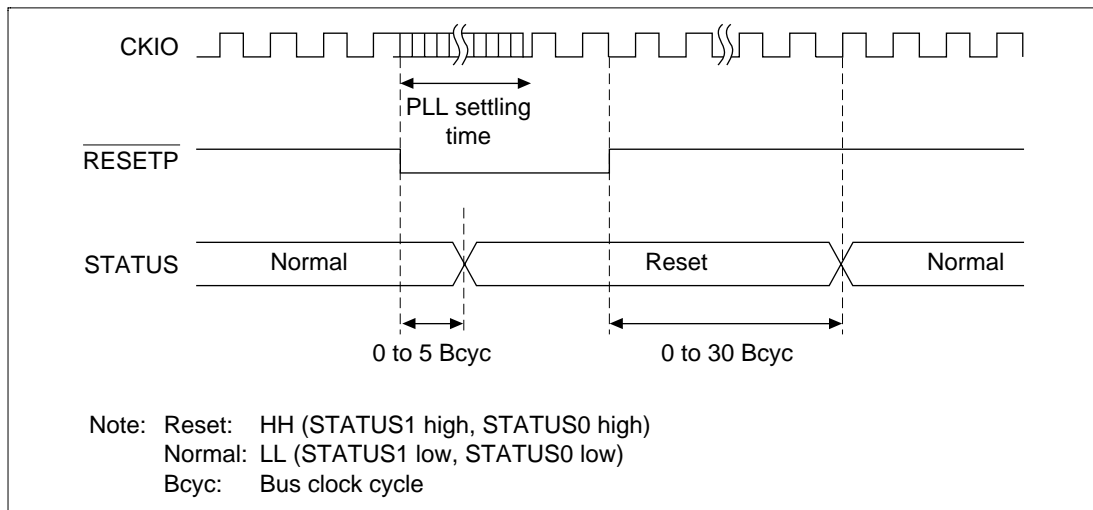 CKIO
PLL settling
time
RESETP
STATUS
Normal
Reset
Normal
0 to 5 Bcyc
0 to 30 Bcyc
Note: Reset: HH (STATUS1 high, STATUS0 high)
Normal: LL (STATUS1 low, STATUS0 low)
Bcyc: Bus clock cycle